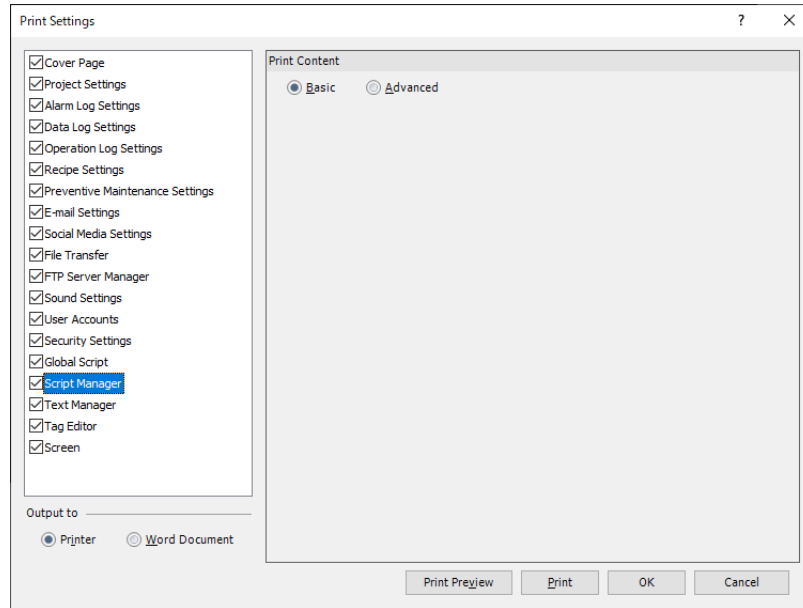 Print Settings
?
Cover Page
Project Settings
Alarm Log Settings
Data Log Settings
Operation Log Settings
Recipe Settings
Preventive Maintenance Settings
E-mail Settings
Social Media Settings
File Transfer
FTP Server Manager
Sound Settings
User Accounts
Security Settings
Global Script
Script Manager
Text Manager
Tag Editor
Screen
Output to
Printer Word Document
Print Content
Basic Advanced
Print Preview Print OK Cancel